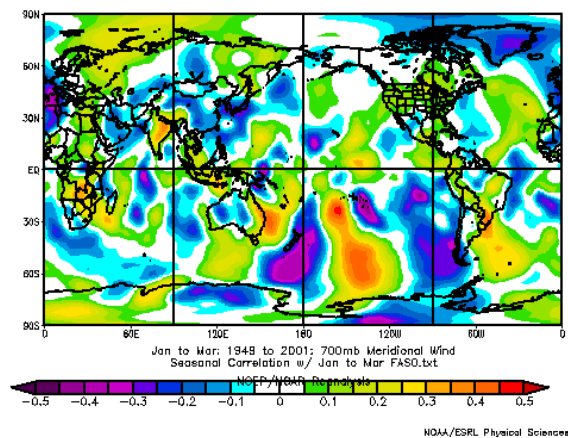 90N
60N
30N
EQ
30S
60S
90S
0
60E
120E
180
120W
60W
0
Jan to Mar: 1948 to 2001: 700mb Meridional Wind
Seasonal Correlation w/ Jan to Mar FASO.txt
NCEP/NCAR Reanalysis
-0.5 -0.4 -0.3 -0.2 -0.1 0 0.1 0.2 0.3 0.4 0.5
NOAA/ESRL Physical Sciences